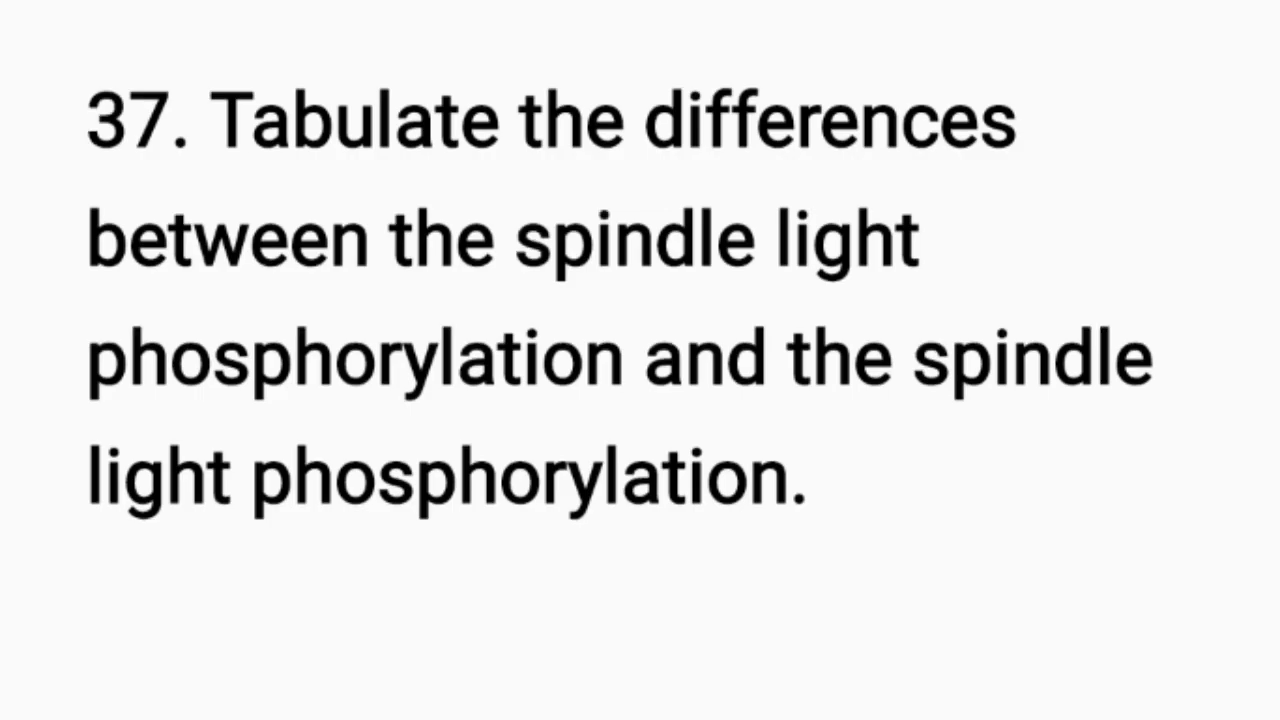 37. Tabulate the differences
between the spindle light
phosphorylation and the spindle
light phosphorylation.